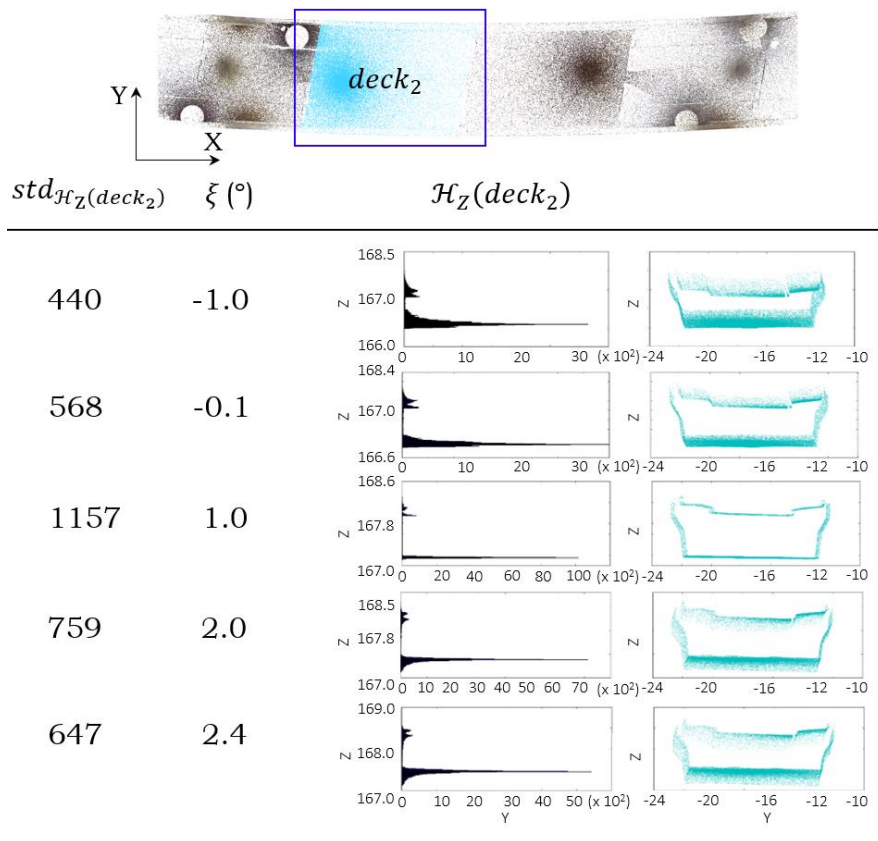 deck₂
Y
X
std_ℋZ(deck₂) ξ (°) ℋ_Z(deck₂)
440 -1.0
168.5
Z 167.0 Z
166.0
0 10 20 30 (x 10²) -24 -20 -16 -12 -10
568 -0.1
168.4
Z 167.0 Z
166.6
0 10 20 30 (x 10²) -24 -20 -16 -12 -10
1157 1.0
168.6
Z 167.8 Z
167.0
0 20 40 60 80 100 (x 10²) -24 -20 -16 -12 -10
759 2.0
168.5
Z 167.8 Z
167.0
0 10 20 30 40 50 60 70 (x 10²) -24 -20 -16 -12 -10
647 2.4
169.0
Z 168.0 Z
167.0
0 10 20 30 40 50 (x 10²) -24 -20 -16 -12 -10
Y Y